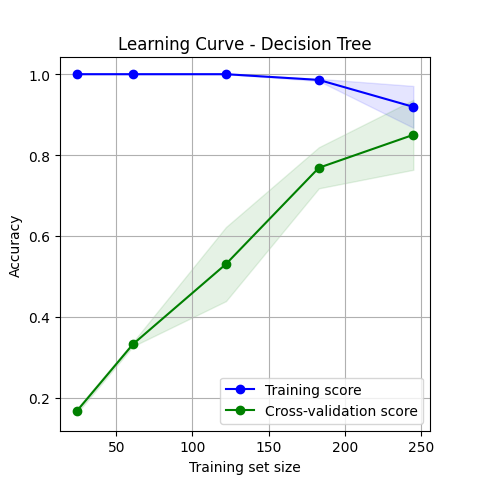 Learning Curve - Decision Tree
1.0
0.8
0.6
0.4
0.2
Accuracy
Training score
Cross-validation score
50
100
150
200
250
Training set size